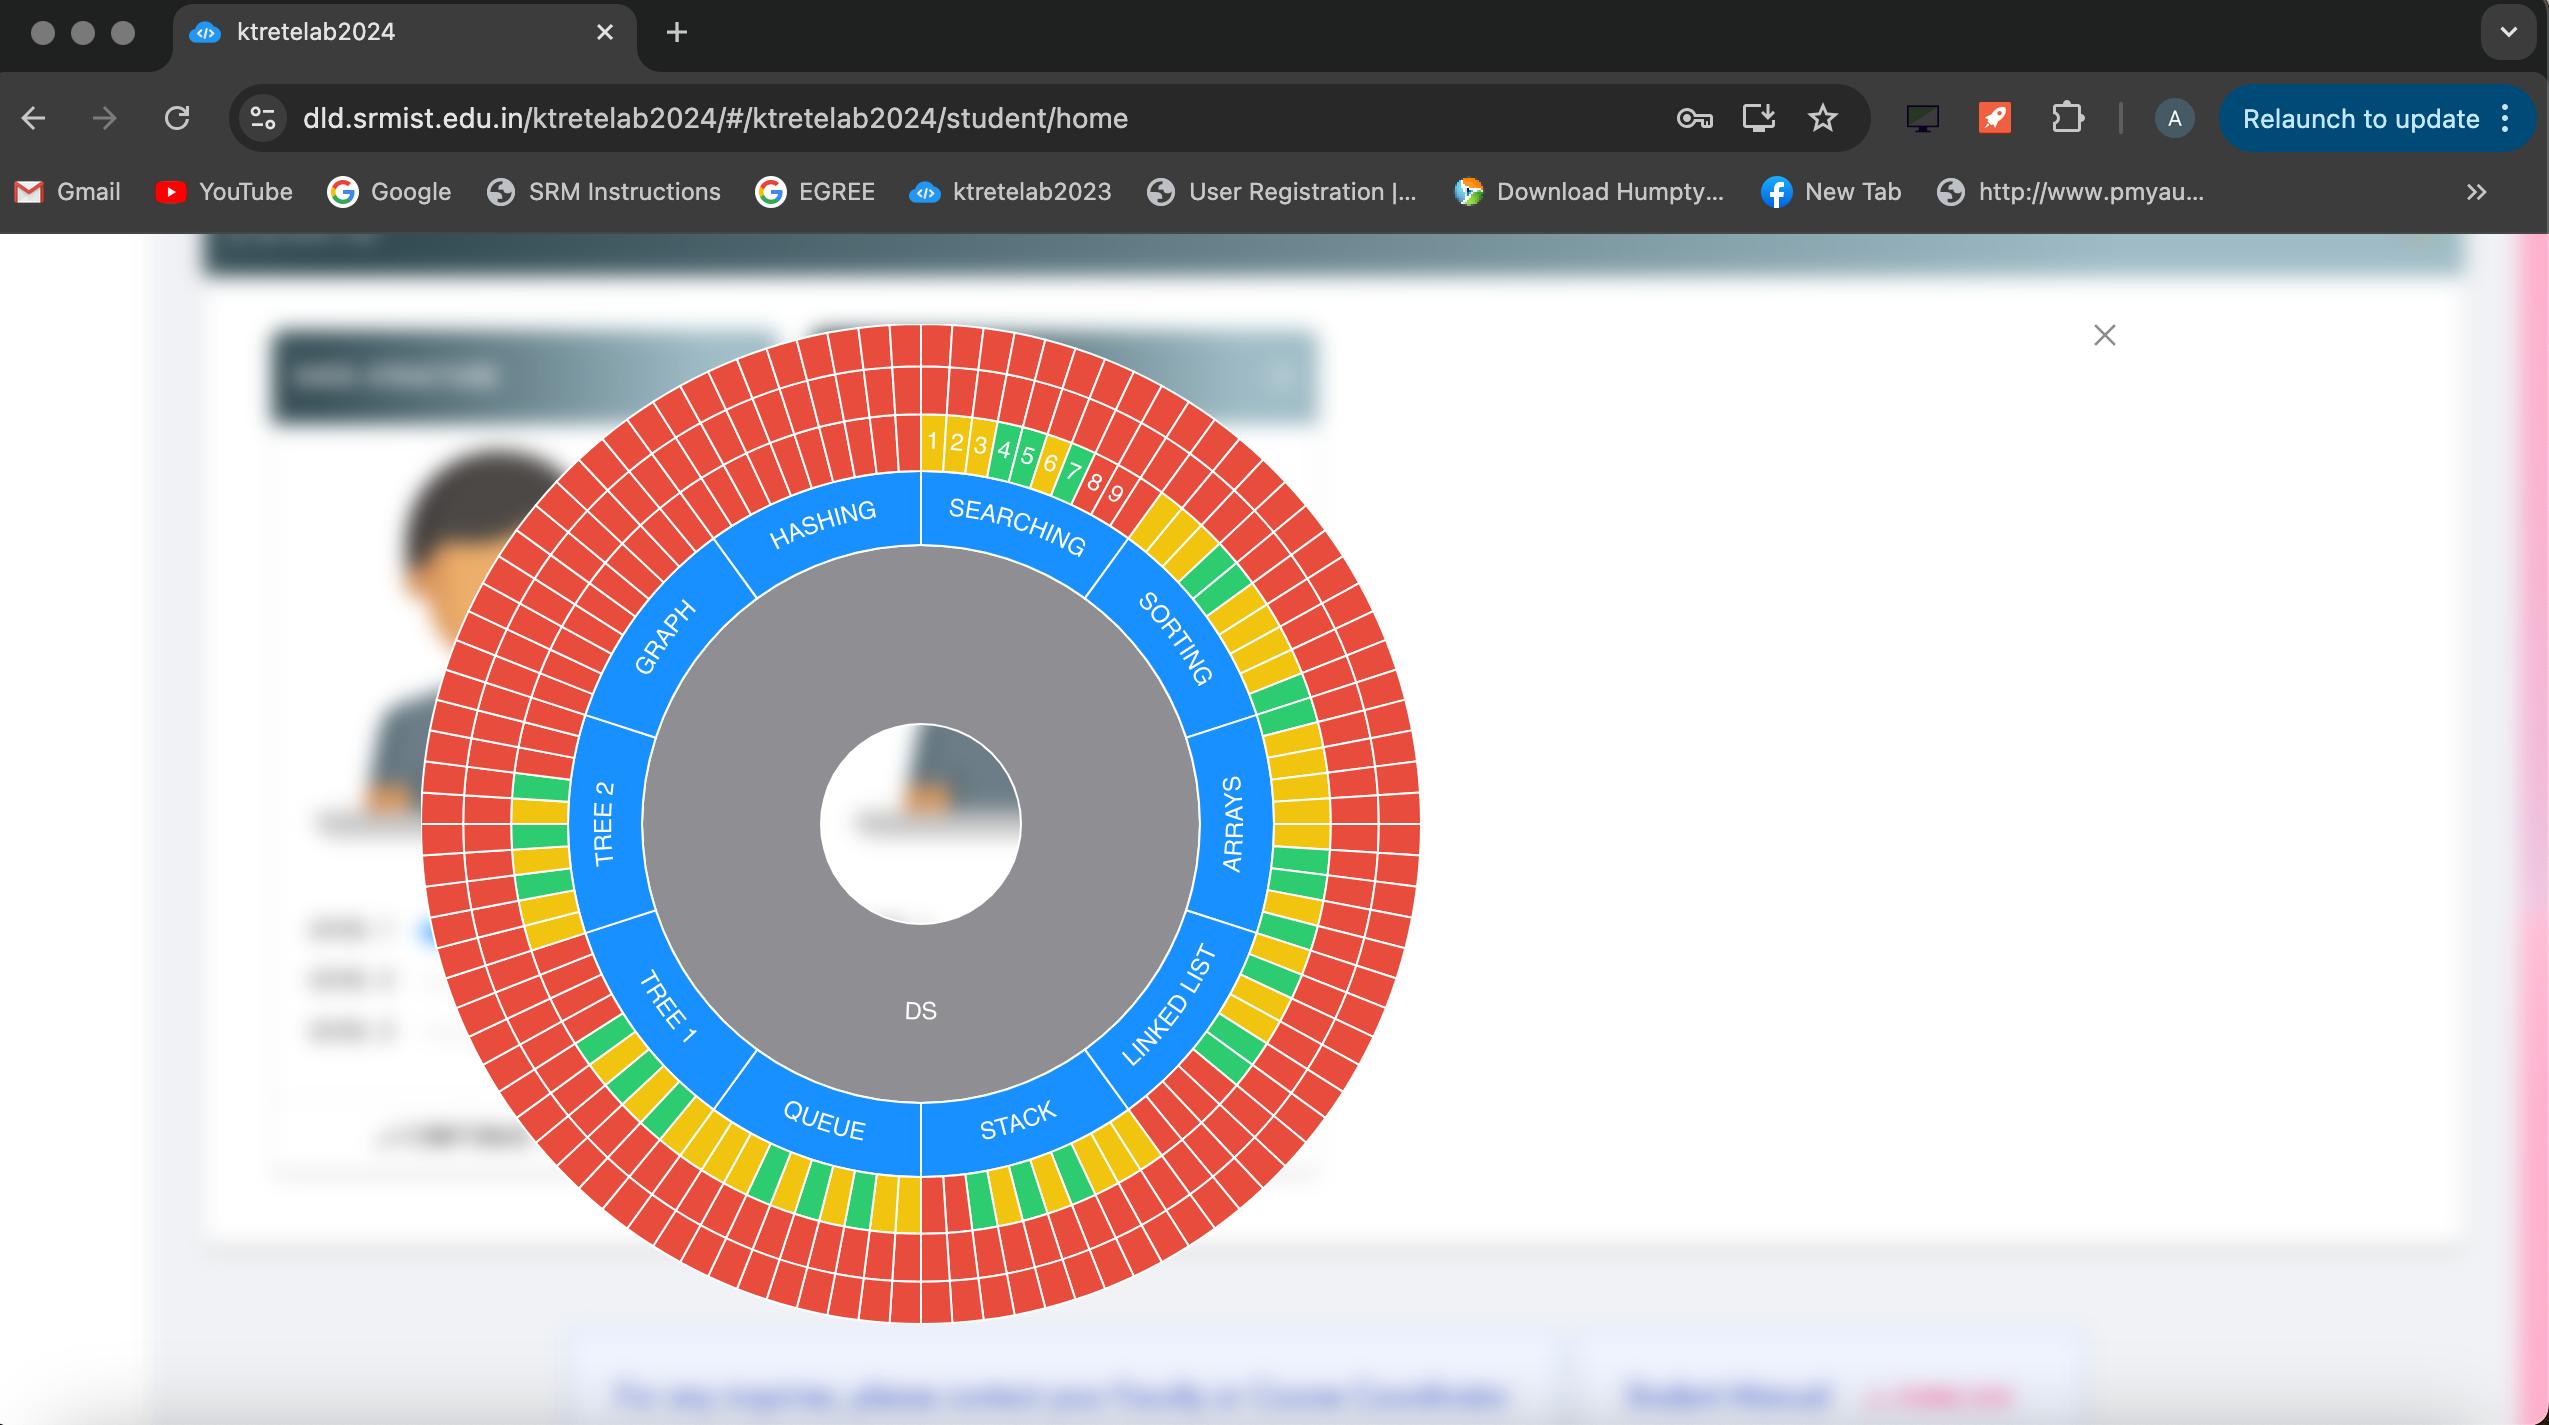 ktretelab2024
dld.srmist.edu.in/ktretelab2024/#/ktretelab2024/student/home
A
Relaunch to update
Gmail
YouTube
Google
SRM Instructions
EGREE
ktretelab2023
User Registration |...
Download Humpty...
New Tab
http://www.pmyau...
1 2 3 4 5 6 7 8 9
HASHING
SEARCHING
GRAPH
SORTING
TREE 2
ARRAYS
TREE 1
LINKED LIST
DS
QUEUE
STACK